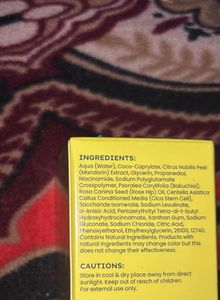 INGREDIENTS:
Aqua (Water), Coco-Caprylate, Citrus Nobilis Peel
(Mandarin) Extract, Glycerin, Propanediol,
Niacinamide, Sodium Polyglutamate
Crosspolymer, Psoralea Corylifolia (Bakuchiol),
Rosa Canina Seed (Rose Hip) Oil, Centella Asiatica
Callus Conditioned Media (Cica Stem Cell),
Saccharide Isomerate, Sodium Levulinate,
p-Anisic Acid, Pentaerythrityl Tetra-di-t-butyl
Hydroxyhydrocinnamate, Xanthan Gum, Sodium
Gluconate, Sodium Chloride, Citric Acid,
Phenoxyethanol, Ethylhexylglycerin, 26100, 12740.
Contains Natural Ingredients. Products with
natural ingredients may change color but this
does not change their effectiveness.
CAUTIONS:
Store in cool & dry place away from direct
sunlight. Keep out of reach of children.
For external use only.